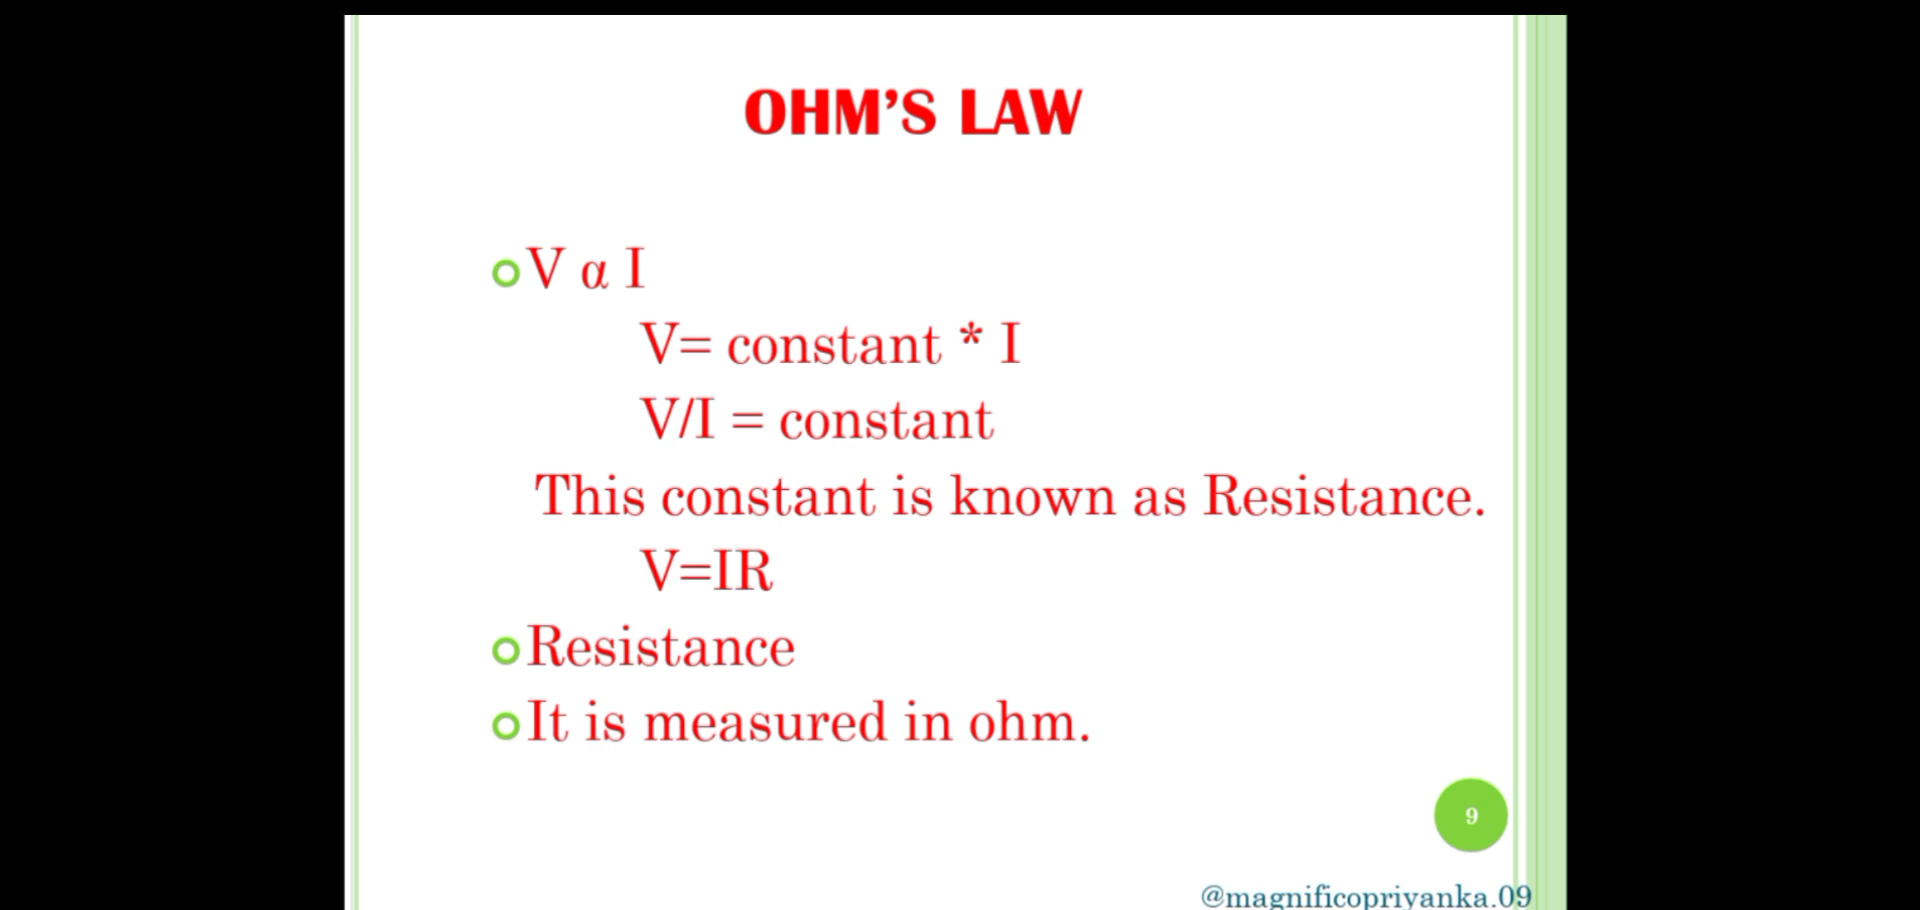 OHM’S LAW
V α I
V= constant * I
V/I = constant
This constant is known as Resistance.
V=IR
Resistance
It is measured in ohm.
9
@magnificopriyanka.09